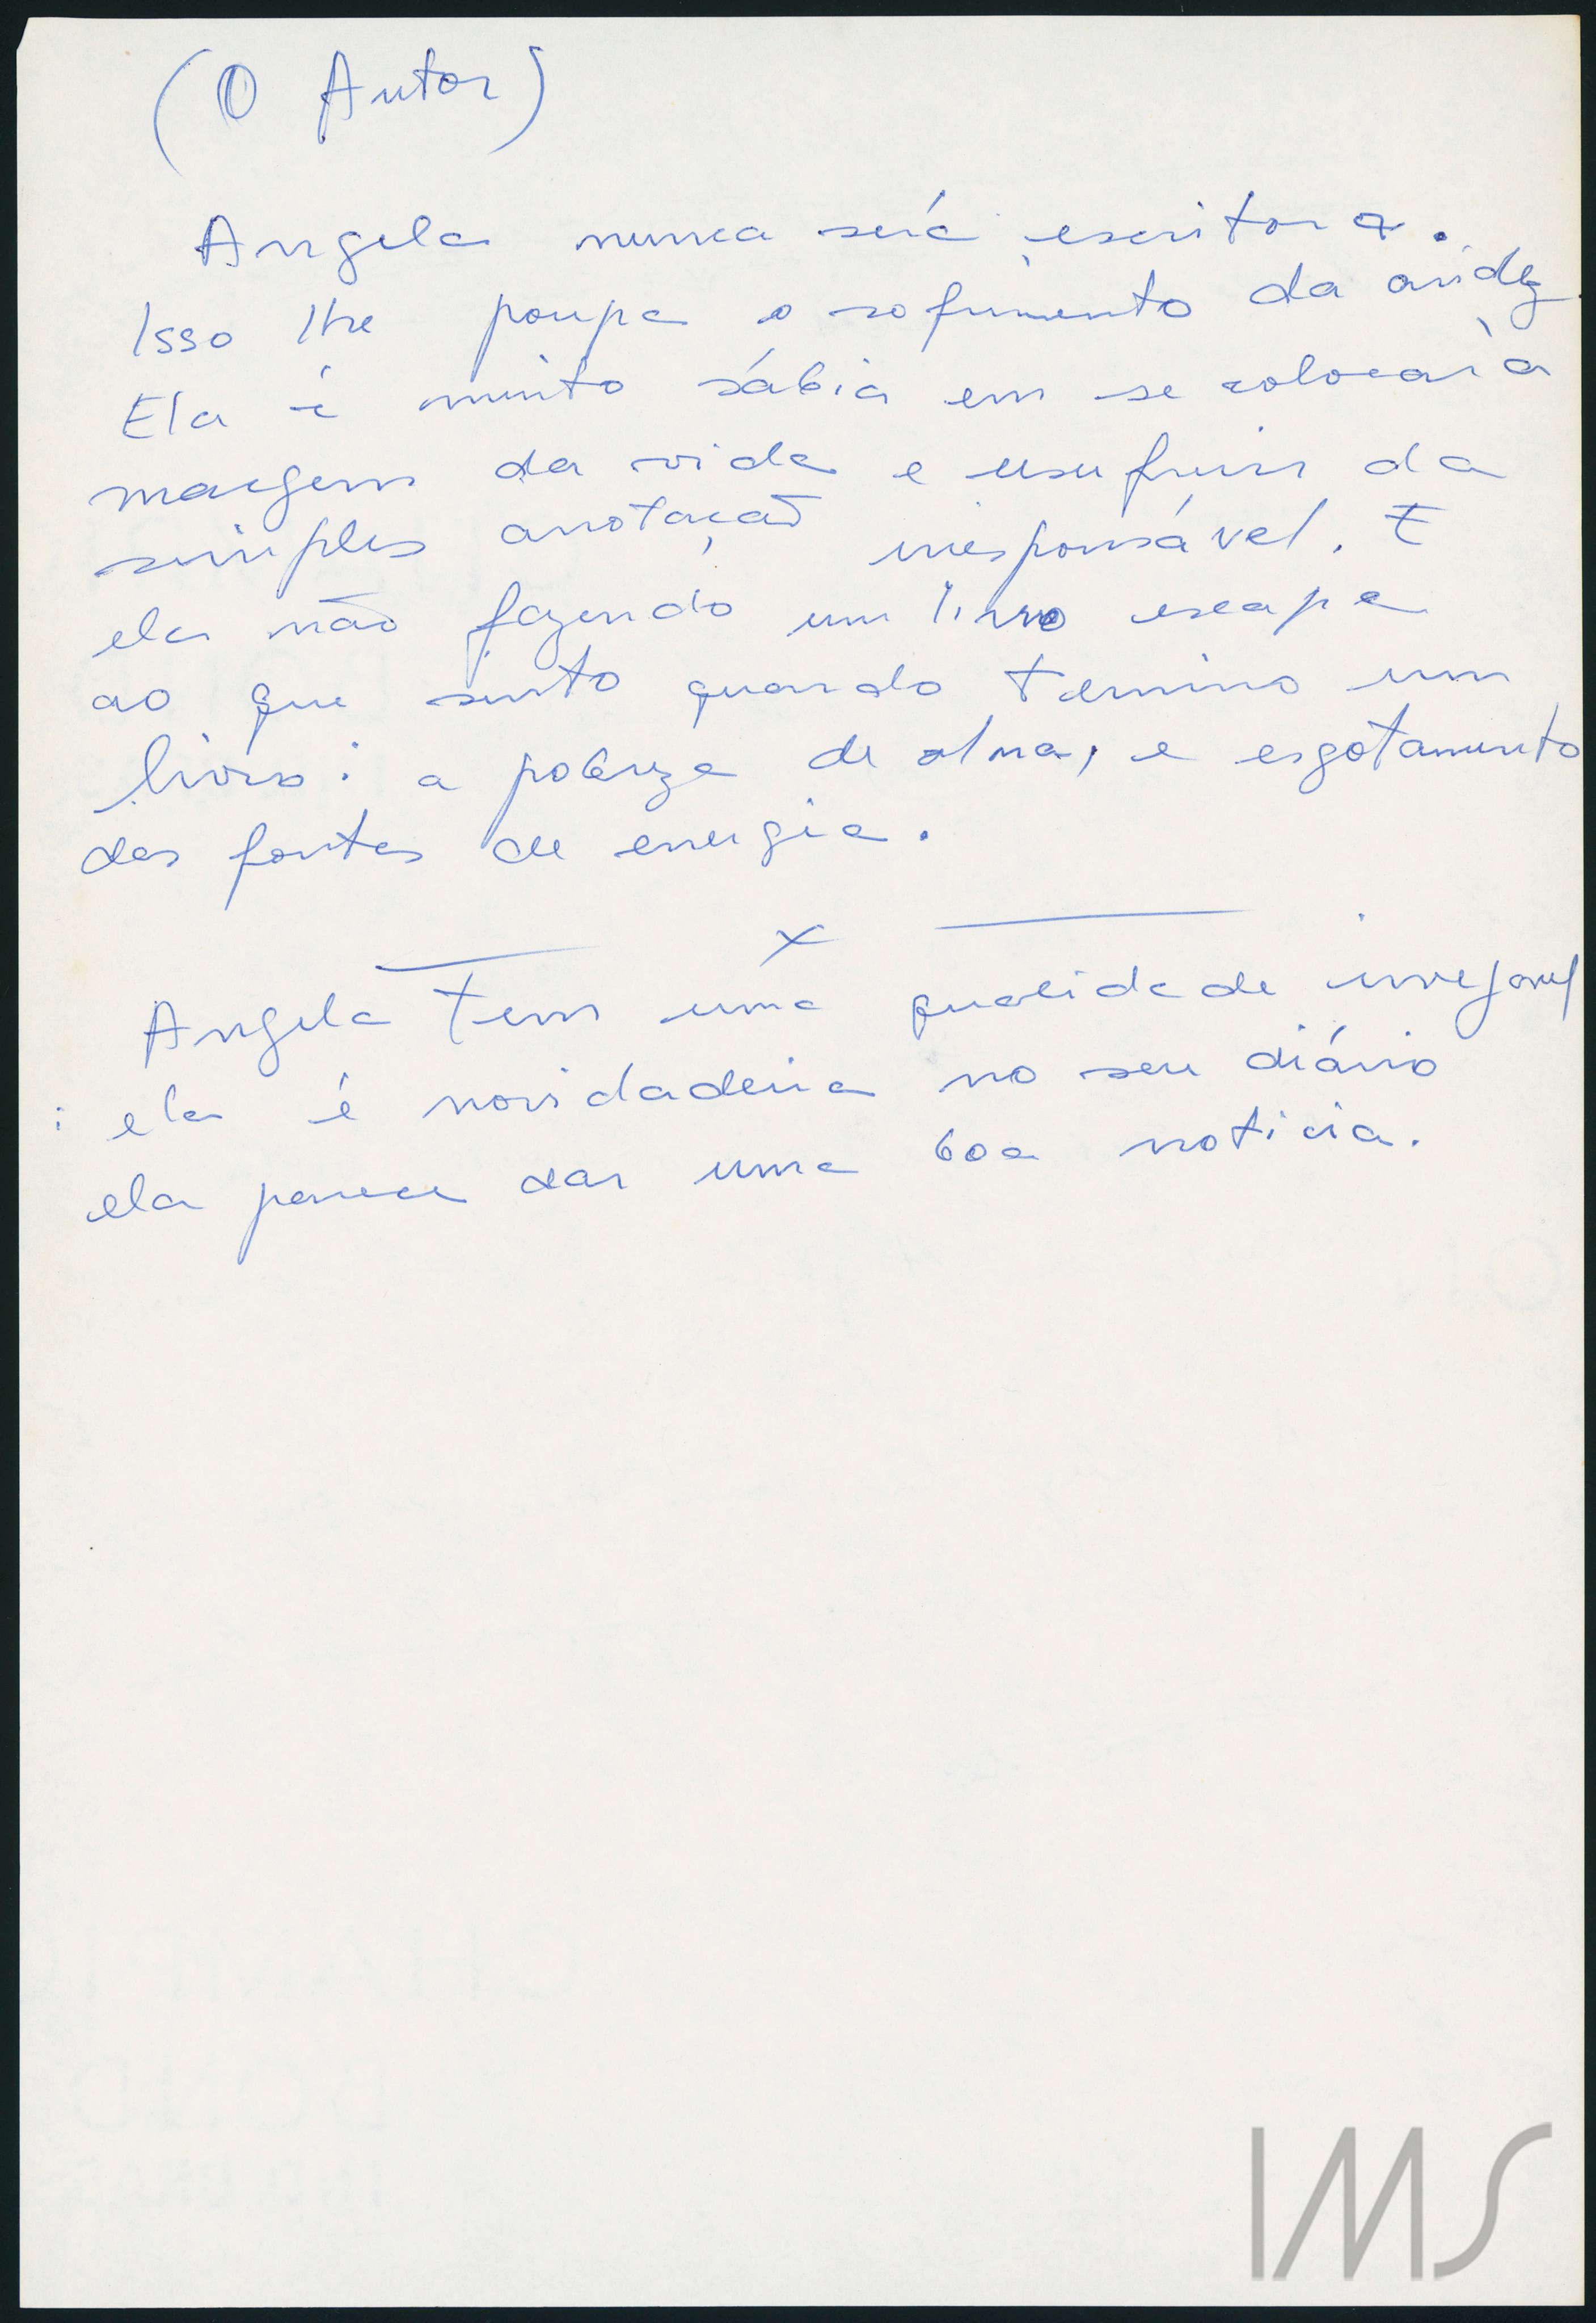 (O Autor)
Angela nunca será escritora.
Isso lhe poupa o sofrimento da aridez
Ela é muito sábia em se colocar à
margem da vida e usufruir da
simples anotação irresponsável. E
ela não fazendo um livro escapa
ao que sinto quando termino um
livro: a pobreza de alma, e esgotamento
das fontes de energia.
x
Angela tem uma qualidade invejavel
: ela é novidadeira no seu diário
ela parece dar uma boa noticia.
IMS